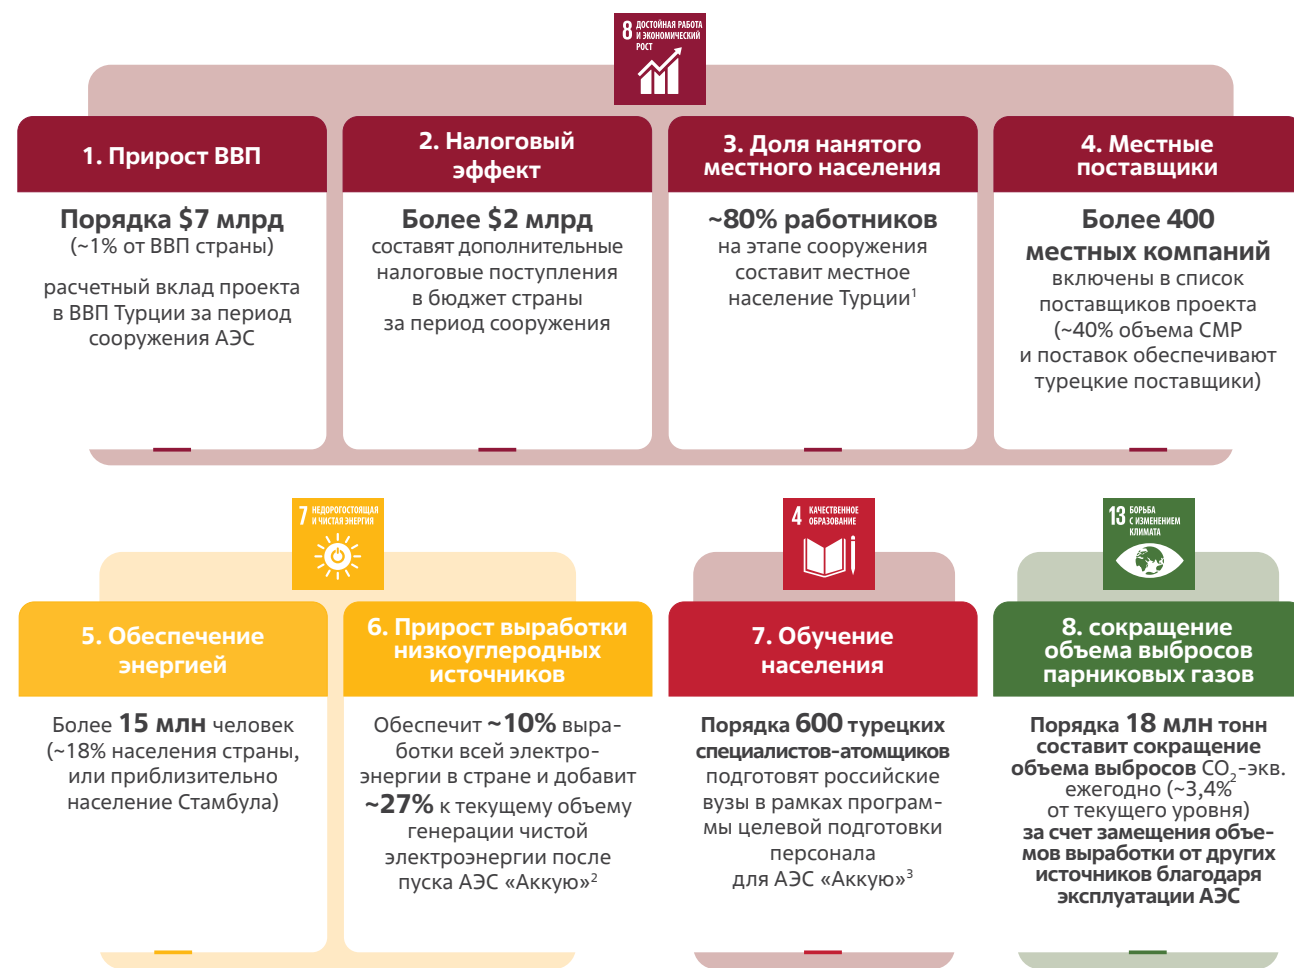 8 ДОСТОЙНАЯ РАБОТА
И ЭКОНОМИЧЕСКИЙ
РОСТ
1. Прирост ВВП
Порядка $7 млрд
(~1% от ВВП страны)
расчетный вклад проекта
в ВВП Турции за период
сооружения АЭС
2. Налоговый
эффект
Более $2 млрд
составят дополнительные
налоговые поступления
в бюджет страны
за период сооружения
3. Доля нанятого
местного населения
~80% работников
на этапе сооружения
составит местное
население Турции¹
4. Местные
поставщики
Более 400
местных компаний
включены в список
поставщиков проекта
(~40% объема СМР
и поставок обеспечивают
турецкие поставщики)
7 НЕДОРОГОСТОЯЩАЯ
И ЧИСТАЯ ЭНЕРГИЯ
5. Обеспечение
энергией
Более 15 млн человек
(~18% населения страны,
или приблизительно
население Стамбула)
6. Прирост выработки
низкоуглеродных
источников
Обеспечит ~10% выра-
ботки всей электро-
энергии в стране и добавит
~27% к текущему объему
генерации чистой
электроэнергии после
пуска АЭС «Аккую»²
4 КАЧЕСТВЕННОЕ
ОБРАЗОВАНИЕ
7. Обучение
населения
Порядка 600 турецких
специалистов-атомщиков
подготовят российские
вузы в рамках програм-
мы целевой подготовки
персонала
для АЭС «Аккую»³
13 БОРЬБА
С ИЗМЕНЕНИЕМ
КЛИМАТА
8. сокращение
объема выбросов
парниковых газов
Порядка 18 млн тонн
составит сокращение
объема выбросов CO₂-экв.
ежегодно (~3,4%
от текущего уровня)
за счет замещения объе-
мов выработки от других
источников благодаря
эксплуатации АЭС